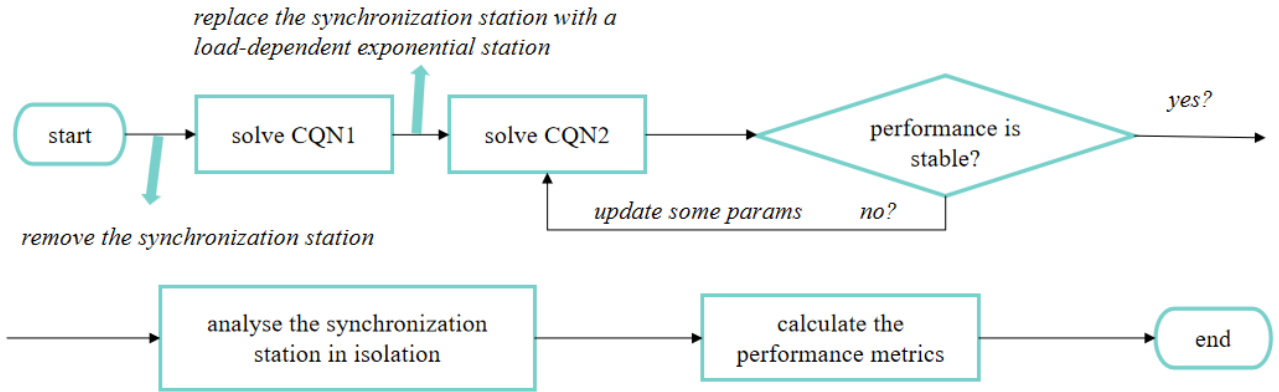 replace the synchronization station with a
load-dependent exponential station
start
solve CQN1
solve CQN2
performance is
stable?
yes?
update some params
no?
remove the synchronization station
analyse the synchronization
station in isolation
calculate the
performance metrics
end